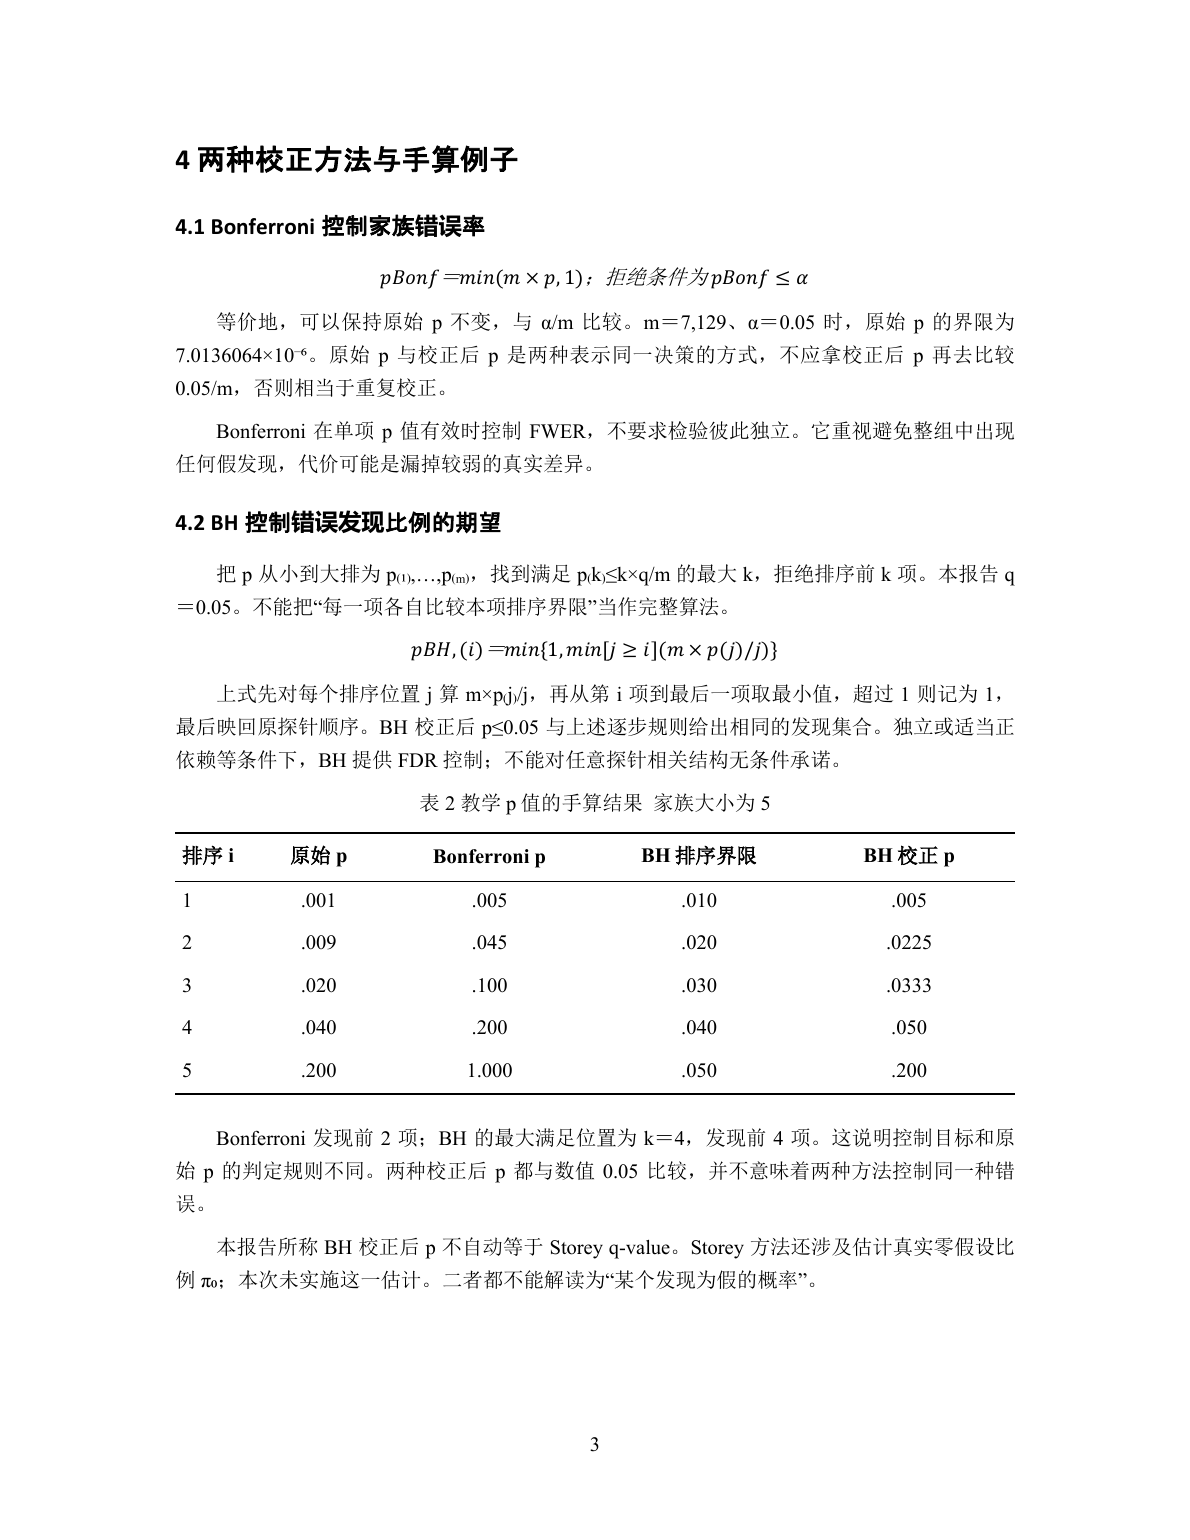 4 两种校正方法与手算例子
4.1 Bonferroni 控制家族错误率
pBonf＝min(m × p, 1)；拒绝条件为pBonf ≤ α
等价地，可以保持原始 p 不变，与 α/m 比较。m＝7,129、α＝0.05 时，原始 p 的界限为
7.0136064×10⁻⁶。原始 p 与校正后 p 是两种表示同一决策的方式，不应拿校正后 p 再去比较
0.05/m，否则相当于重复校正。
Bonferroni 在单项 p 值有效时控制 FWER，不要求检验彼此独立。它重视避免整组中出现
任何假发现，代价可能是漏掉较弱的真实差异。
4.2 BH 控制错误发现比例的期望
把 p 从小到大排为 p₍₁₎,…,p₍ₘ₎，找到满足 p₍k₎≤k×q/m 的最大 k，拒绝排序前 k 项。本报告 q
＝0.05。不能把“每一项各自比较本项排序界限”当作完整算法。
pBH, (i)＝min{1, min[j ≥ i](m × p(j)/j)}
上式先对每个排序位置 j 算 m×p₍ⱼ₎/j，再从第 i 项到最后一项取最小值，超过 1 则记为 1，
最后映回原探针顺序。BH 校正后 p≤0.05 与上述逐步规则给出相同的发现集合。独立或适当正
依赖等条件下，BH 提供 FDR 控制；不能对任意探针相关结构无条件承诺。
表 2 教学 p 值的手算结果 家族大小为 5
排序 i 原始 p Bonferroni p BH 排序界限 BH 校正 p
1 .001 .005 .010 .005
2 .009 .045 .020 .0225
3 .020 .100 .030 .0333
4 .040 .200 .040 .050
5 .200 1.000 .050 .200
Bonferroni 发现前 2 项；BH 的最大满足位置为 k＝4，发现前 4 项。这说明控制目标和原
始 p 的判定规则不同。两种校正后 p 都与数值 0.05 比较，并不意味着两种方法控制同一种错
误。
本报告所称 BH 校正后 p 不自动等于 Storey q-value。Storey 方法还涉及估计真实零假设比
例 π₀；本次未实施这一估计。二者都不能解读为“某个发现为假的概率”。
3